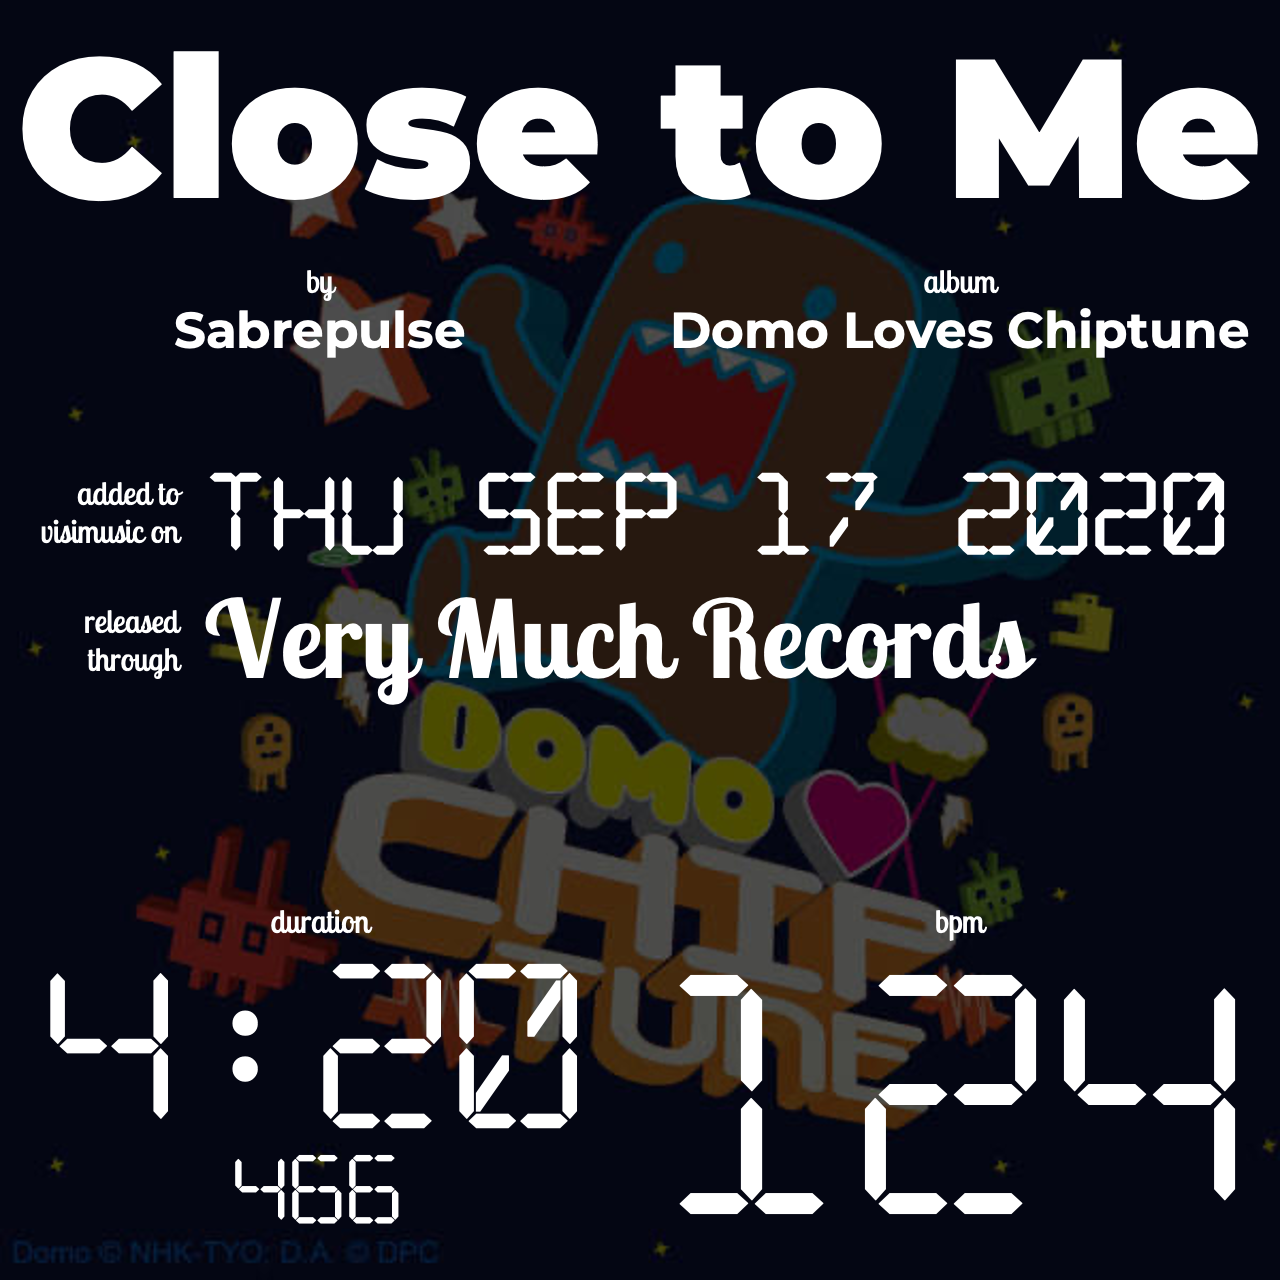 Close to Me
by
Sabrepulse
album
Domo Loves Chiptune
added to
visimusic on
THU SEP 17 2020
released
through
Very Much Records
DOMO
CHIP
TUNE
duration
4:20
466
bpm
124
Domo © NHK-TYO. D.A. © DPC